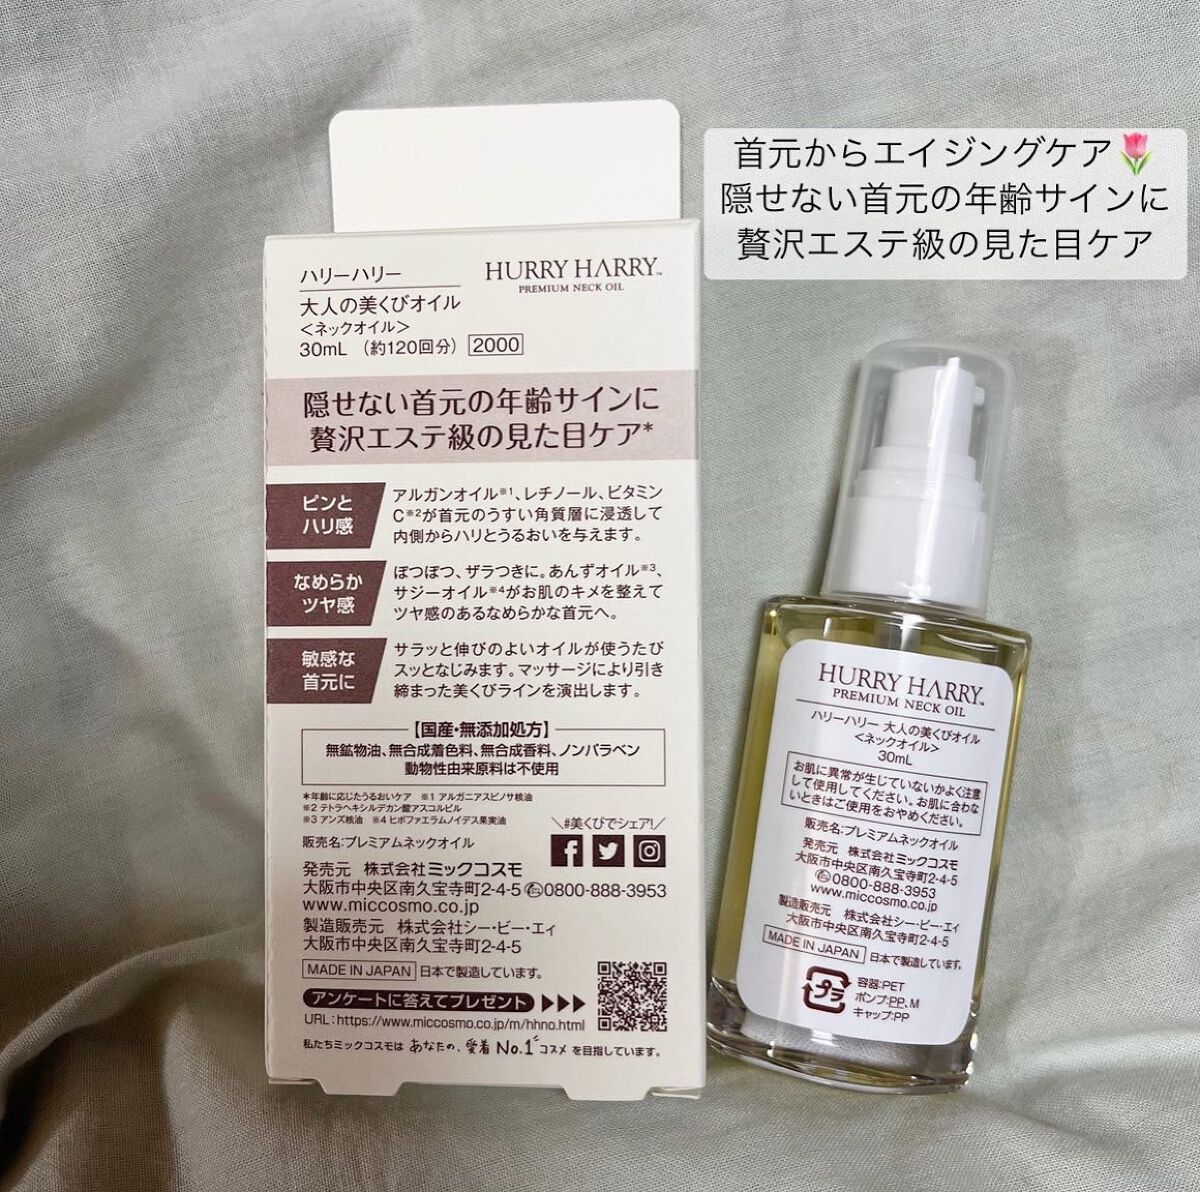 首元からエイジングケア🌷
隠せない首元の年齢サインに
贅沢エステ級の見た目ケア
ハリーハリー
大人の美くびオイル
<ネックオイル>
30mL (約120回分) 2000
HURRY HARRY™
PREMIUM NECK OIL
隠せない首元の年齢サインに
贅沢エステ級の見た目ケア*
ピンと
ハリ感
アルガンオイル※1、レチノール、ビタミン
C※2が首元のうすい角質層に浸透して
内側からハリとうるおいを与えます。
なめらか
ツヤ感
ぽつぽつ、ザラつきに。あんずオイル※3、
サジーオイル※4がお肌のキメを整えて
ツヤ感のあるなめらかな首元へ。
敏感な
首元に
サラッと伸びのよいオイルが使うたび
スッとなじみます。マッサージにより引き
締まった美くびラインを演出します。
【国産・無添加処方】
無鉱物油、無合成着色料、無合成香料、ノンパラベン
動物性由来原料は不使用
*年齢に応じたうるおいケア ※1 アルガニアスピノサ核油
※2 テトラヘキシルデカン酸アスコルビル
※3 アンズ核油 ※4 ヒポファエラムノイデス果実油
\#美くびでシェア!/
販売名:プレミアムネックオイル
発売元 株式会社ミックコスモ
大阪市中央区南久宝寺町2-4-5 0800-888-3953
www.miccosmo.co.jp
製造販売元 株式会社シー・ビー・エィ
大阪市中央区南久宝寺町2-4-5
MADE IN JAPAN 日本で製造しています。
アンケートに答えてプレゼント ▶▶▶
URL:https://www.miccosmo.co.jp/m/hhno.html
私たちミックコスモは あなたの、愛着 No.1 コスメ を目指しています。
HURRY HARRY™
PREMIUM NECK OIL
ハリーハリー 大人の美くびオイル
<ネックオイル>
30mL
お肌に異常が生じていないかよく注意
して使用してください。お肌に合わな
いときはご使用をおやめください。
販売名:プレミアムネックオイル
発売元 株式会社ミックコスモ
大阪市中央区南久宝寺町2-4-5
0800-888-3953
www.miccosmo.co.jp
製造販売元 株式会社シー・ビー・エィ
大阪市中央区南久宝寺町2-4-5
MADE IN JAPAN 日本で製造しています。
プラ
容器:PET
ポンプ:PP、M
キャップ:PP